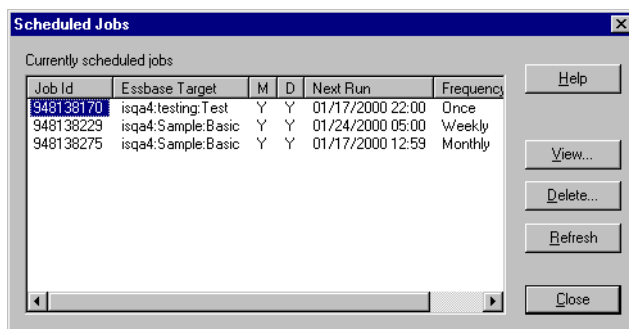 Scheduled Jobs
Currently scheduled jobs
Job Id Essbase Target M D Next Run Frequency
948138170 isqa4:testing:Test Y Y 01/17/2000 22:00 Once
948138229 isqa4:Sample:Basic Y Y 01/24/2000 05:00 Weekly
948138275 isqa4:Sample:Basic Y Y 01/17/2000 12:59 Monthly
Help
View...
Delete...
Refresh
Close